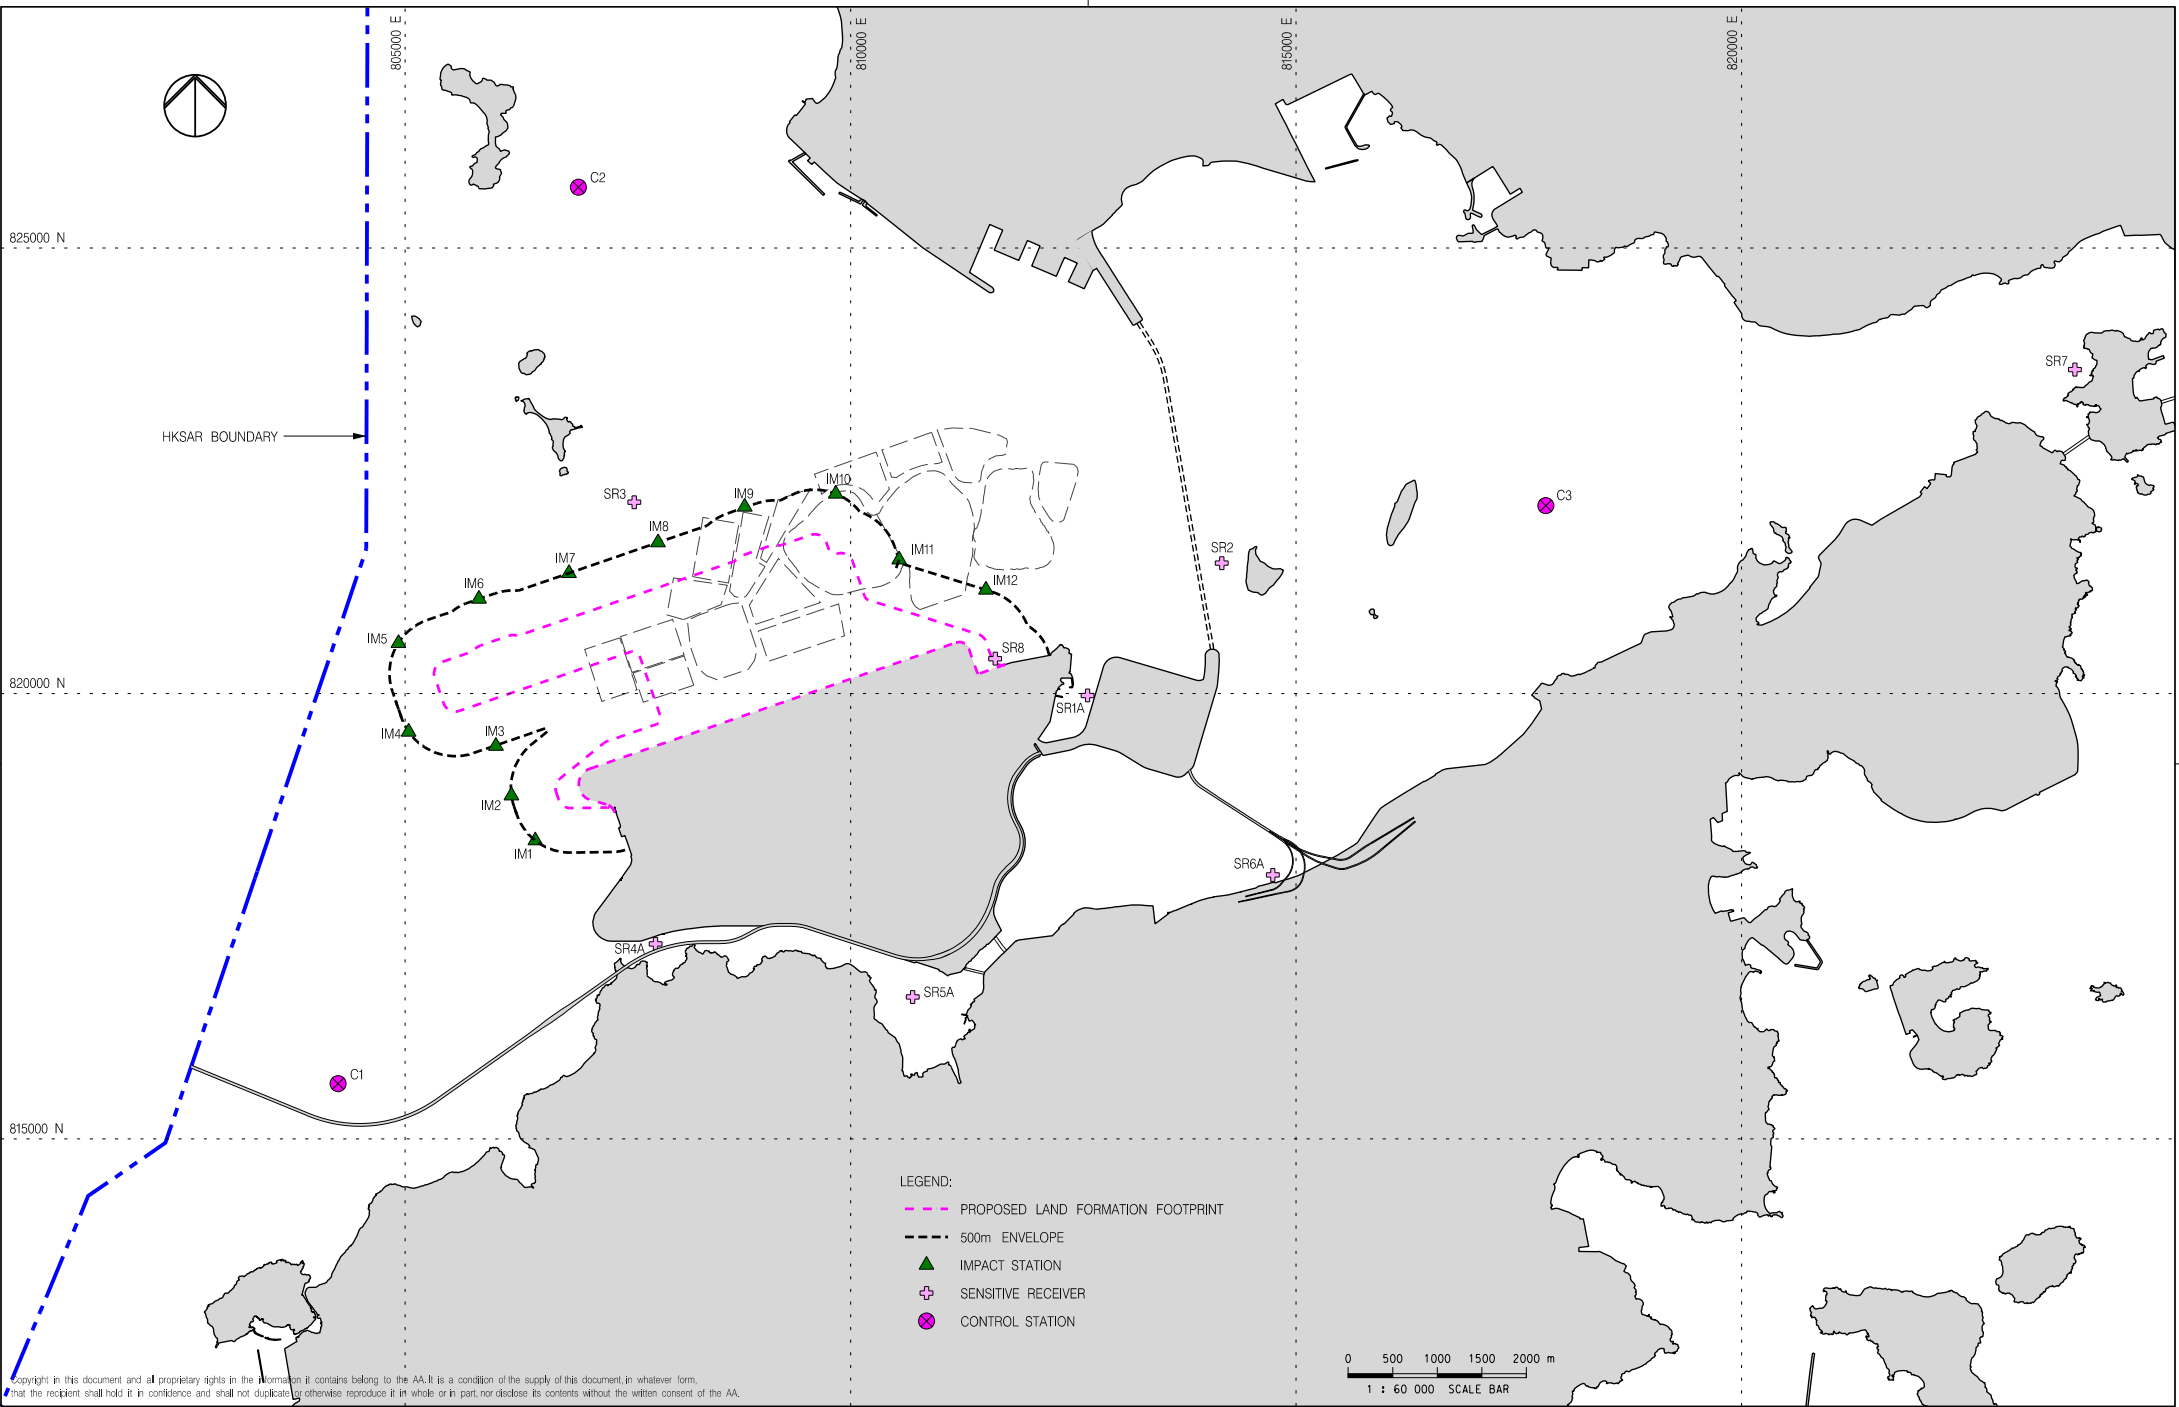 805000 E
810000 E
815000 E
820000 E
C2
825000 N
SR7
HKSAR BOUNDARY
SR3
IM9
IM10
C3
IM8
IM7
IM11
SR2
IM6
IM12
IM5
SR8
820000 N
SR1A
IM4
IM3
IM2
IM1
SR6A
SR4A
SR5A
C1
815000 N
LEGEND:
PROPOSED LAND FORMATION FOOTPRINT
500m ENVELOPE
IMPACT STATION
SENSITIVE RECEIVER
CONTROL STATION
0 500 1000 1500 2000 m
1 : 60 000 SCALE BAR
Copyright in this document and all proprietary rights in the information it contains belong to the AA. It is a condition of the supply of this document, in whatever form,
that the recipient shall hold it in confidence and shall not duplicate or otherwise reproduce it in whole or in part, nor disclose its contents without the written consent of the AA.